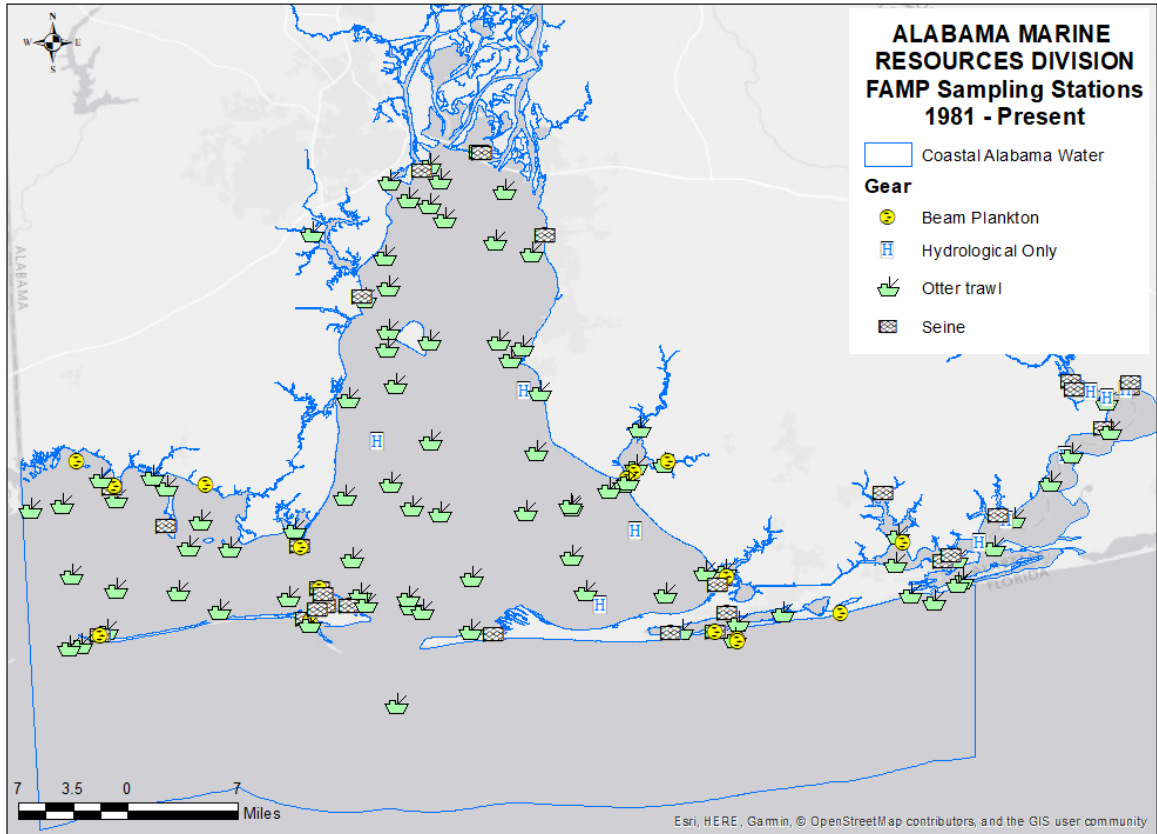 N
W E
S
ALABAMA MARINE
RESOURCES DIVISION
FAMP Sampling Stations
1981 - Present
Coastal Alabama Water
Gear
Beam Plankton
H Hydrological Only
Otter trawl
Seine
ALABAMA
H
H
H
H
H
H
H
FLORIDA
7 3.5 0 7
Miles
Esri, HERE, Garmin, © OpenStreetMap contributors, and the GIS user community